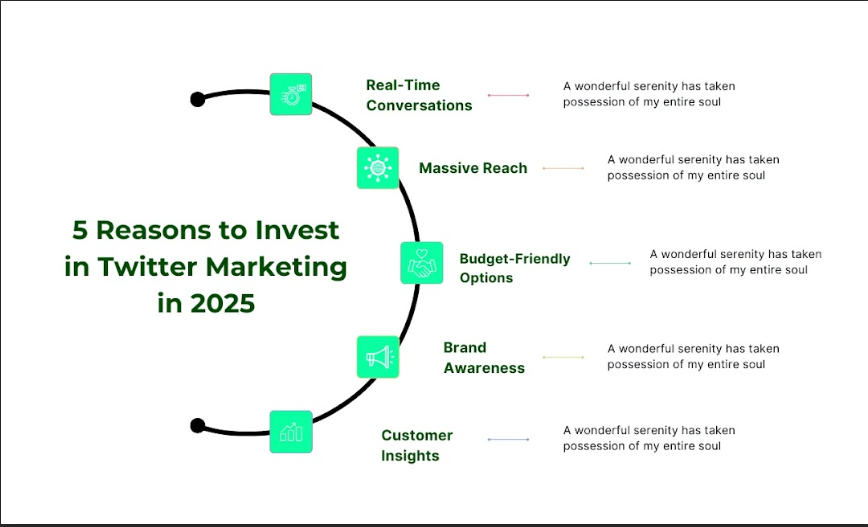 5 Reasons to Invest
in Twitter Marketing
in 2025
Real-Time
Conversations
A wonderful serenity has taken
possession of my entire soul
Massive Reach
A wonderful serenity has taken
possession of my entire soul
Budget-Friendly
Options
A wonderful serenity has taken
possession of my entire soul
Brand
Awareness
A wonderful serenity has taken
possession of my entire soul
Customer
Insights
A wonderful serenity has taken
possession of my entire soul